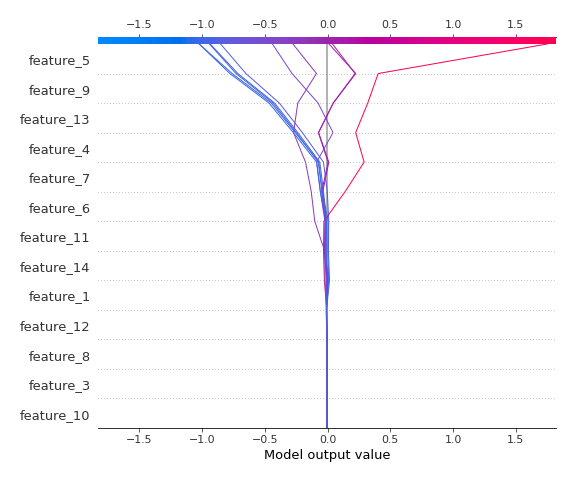 −1.5 −1.0 −0.5 0.0 0.5 1.0 1.5
feature_5
feature_9
feature_13
feature_4
feature_7
feature_6
feature_11
feature_14
feature_1
feature_12
feature_8
feature_3
feature_10
−1.5 −1.0 −0.5 0.0 0.5 1.0 1.5
Model output value